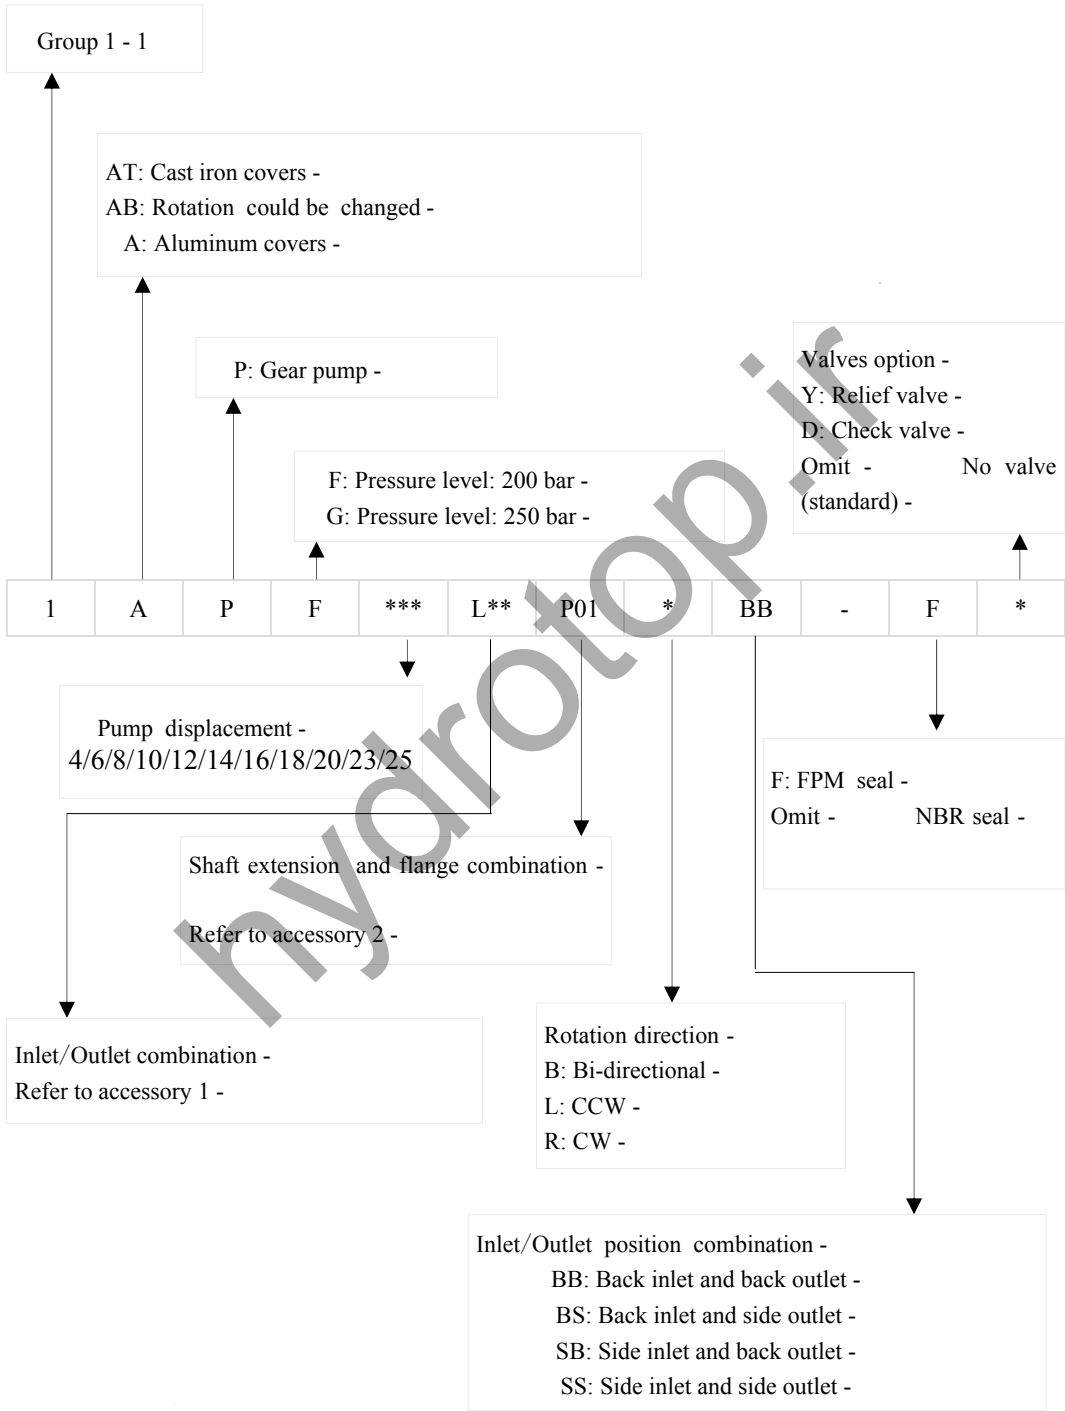 Group 1 - 1
AT: Cast iron covers -
AB: Rotation could be changed -
A: Aluminum covers -
P: Gear pump -
Valves option -
Y: Relief valve -
D: Check valve -
Omit - No valve
(standard) -
F: Pressure level: 200 bar -
G: Pressure level: 250 bar -
1 A P F *** L** P01 * BB - F *
Pump displacement -
4/6/8/10/12/14/16/18/20/23/25
F: FPM seal -
Omit - NBR seal -
Shaft extension and flange combination -
Refer to accessory 2 -
Inlet/Outlet combination -
Refer to accessory 1 -
Rotation direction -
B: Bi-directional -
L: CCW -
R: CW -
Inlet/Outlet position combination -
BB: Back inlet and back outlet -
BS: Back inlet and side outlet -
SB: Side inlet and back outlet -
SS: Side inlet and side outlet -
hydrotop.ir